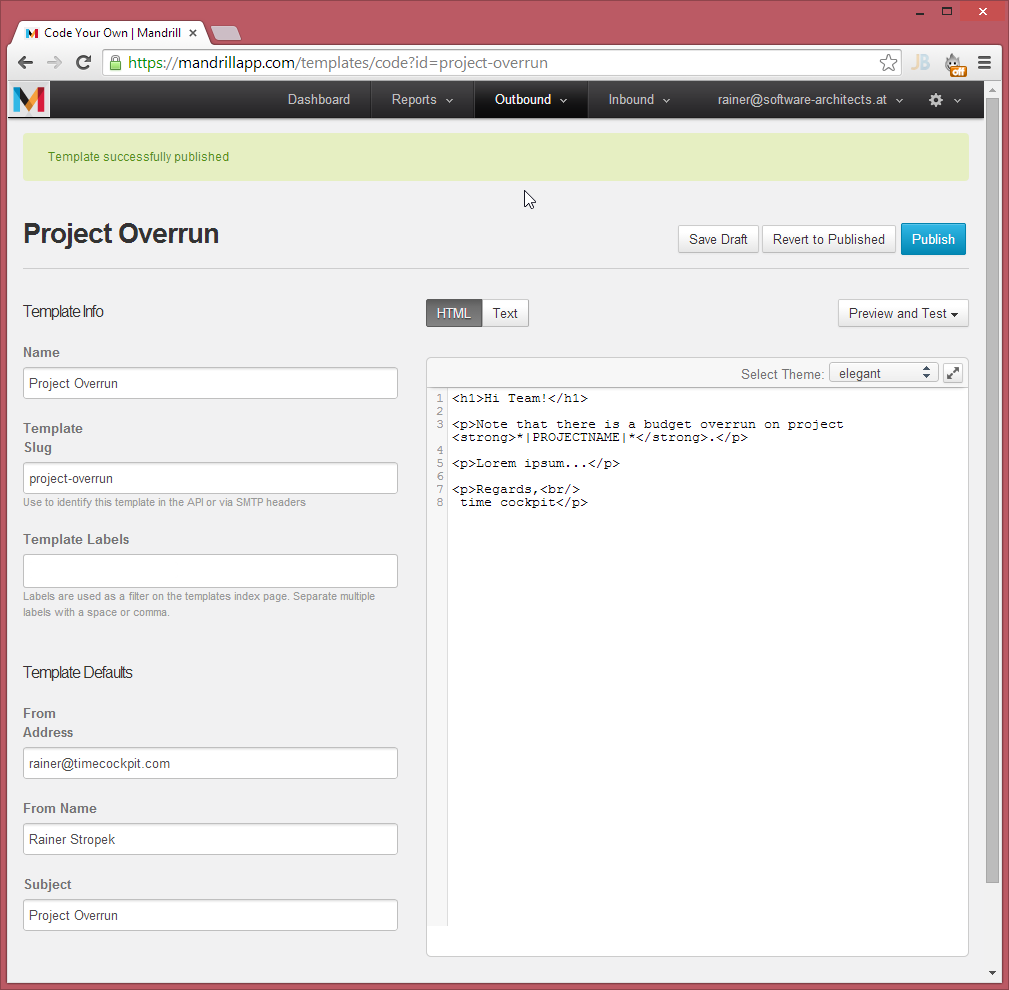 Code Your Own | Mandrill
https://mandrillapp.com/templates/code?id=project-overrun
JB
off
Dashboard
Reports
Outbound
Inbound
rainer@software-architects.at
Template successfully published
Project Overrun
Save Draft
Revert to Published
Publish
Template Info
Name
Project Overrun
Template
Slug
project-overrun
Use to identify this template in the API or via SMTP headers
Template Labels
Labels are used as a filter on the templates index page. Separate multiple
labels with a space or comma.
Template Defaults
From
Address
rainer@timecockpit.com
From Name
Rainer Stropek
Subject
Project Overrun
HTML
Text
Preview and Test
Select Theme:
elegant
1 <h1>Hi Team!</h1>
2
3 <p>Note that there is a budget overrun on project
<strong>*|PROJECTNAME|*</strong>.</p>
4
5 <p>Lorem ipsum...</p>
6
7 <p>Regards,<br/>
8 time cockpit</p>